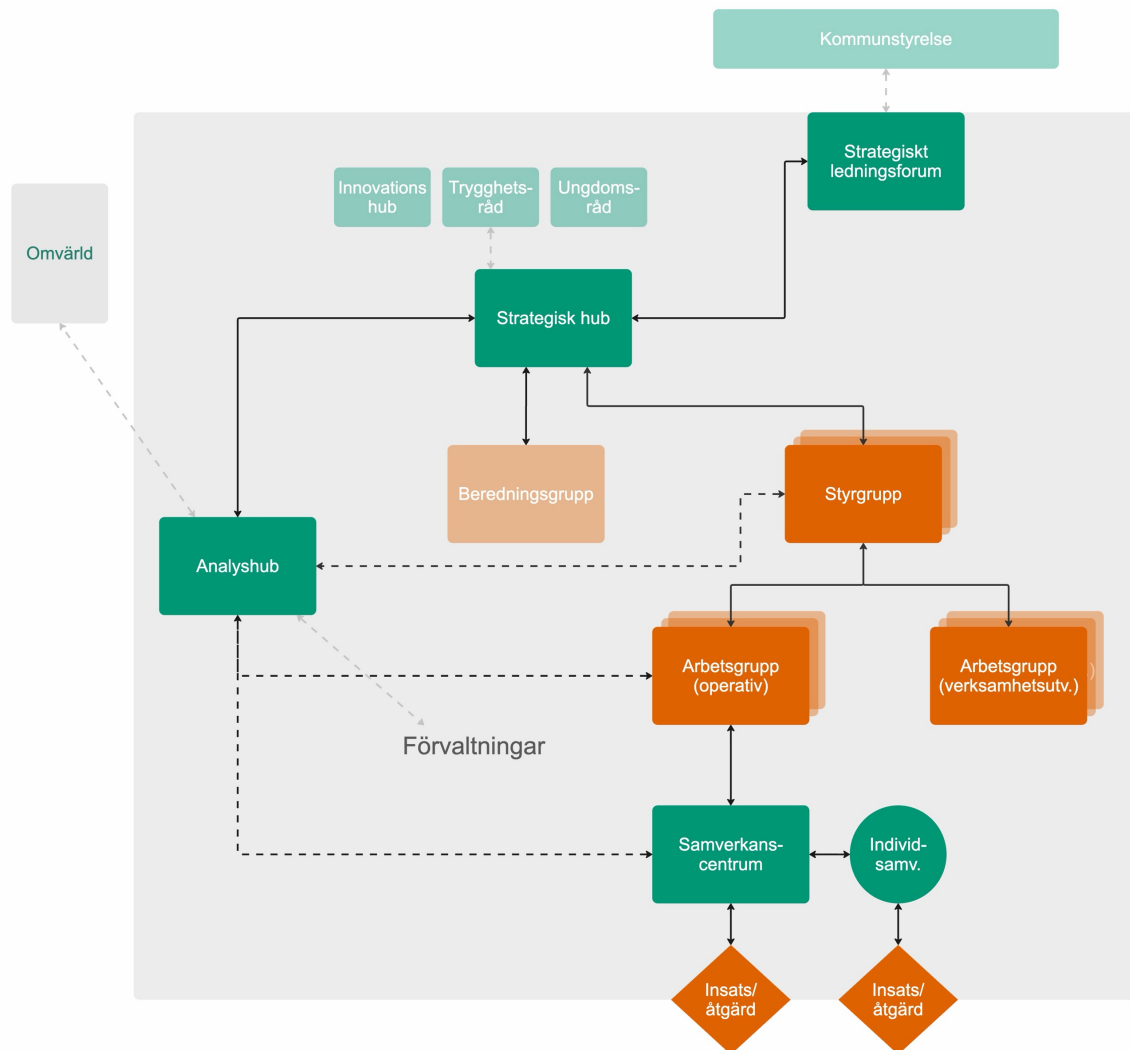 Kommunstyrelse
Strategiskt
ledningsforum
Innovations
hub
Trygghets-
råd
Ungdoms-
råd
Omvärld
Strategisk hub
Beredningsgrupp
Styrgrupp
Analyshub
Arbetsgrupp
(operativ)
Arbetsgrupp
(verksamhetsutv.)
Förvaltningar
Samverkans-
centrum
Individ-
samv.
Insats/
åtgärd
Insats/
åtgärd